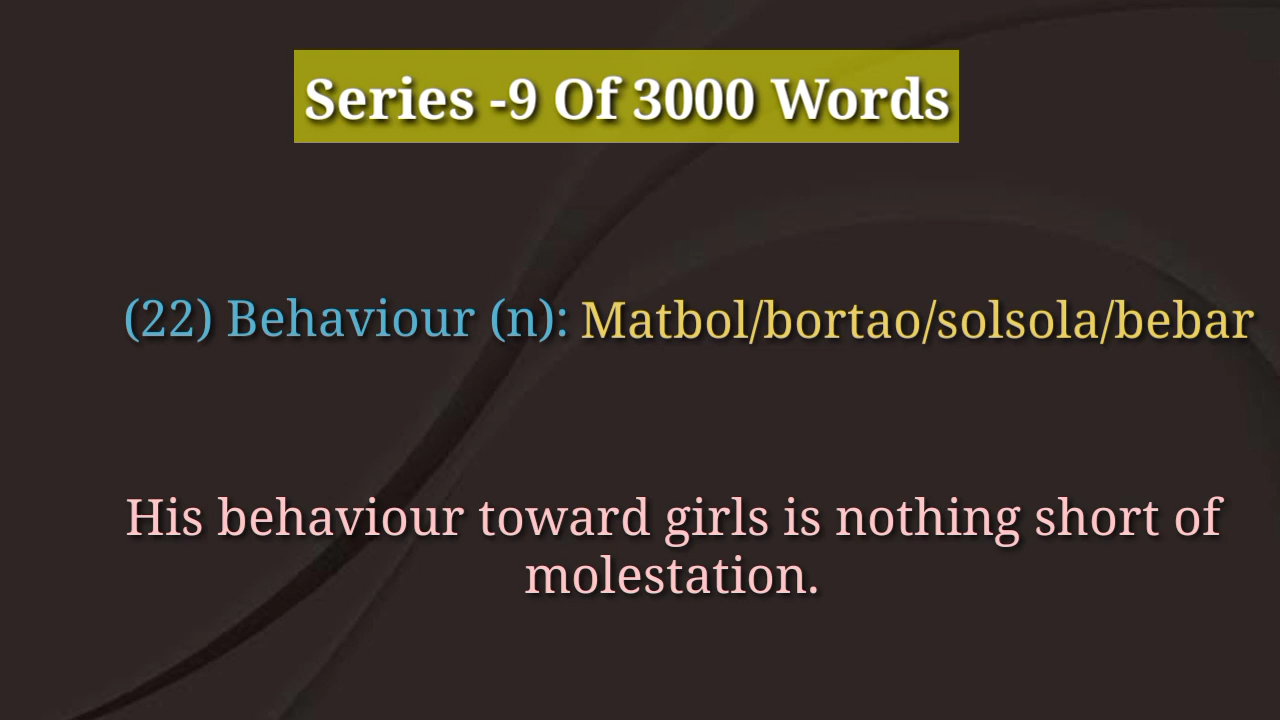 Series -9 Of 3000 Words
(22) Behaviour (n): Matbol/bortao/solsola/bebar
His behaviour toward girls is nothing short of
molestation.